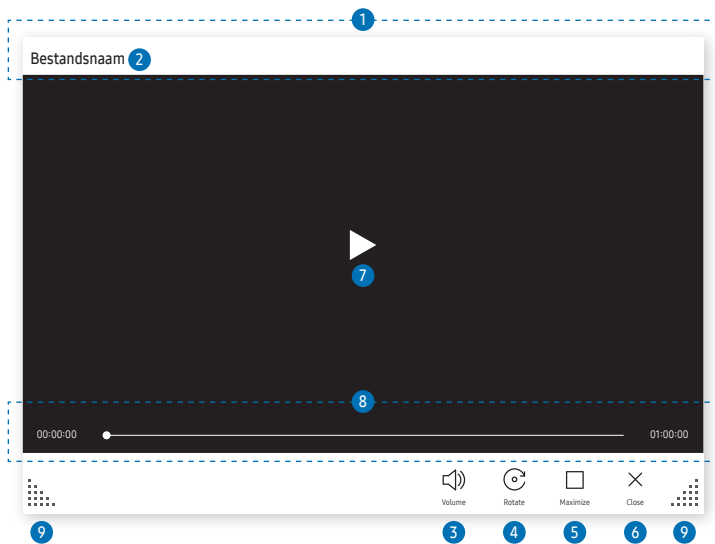 1
Bestandsnaam 2
7
8
00:00:00 01:00:00
Volume Rotate Maximize Close
9 3 4 5 6 9